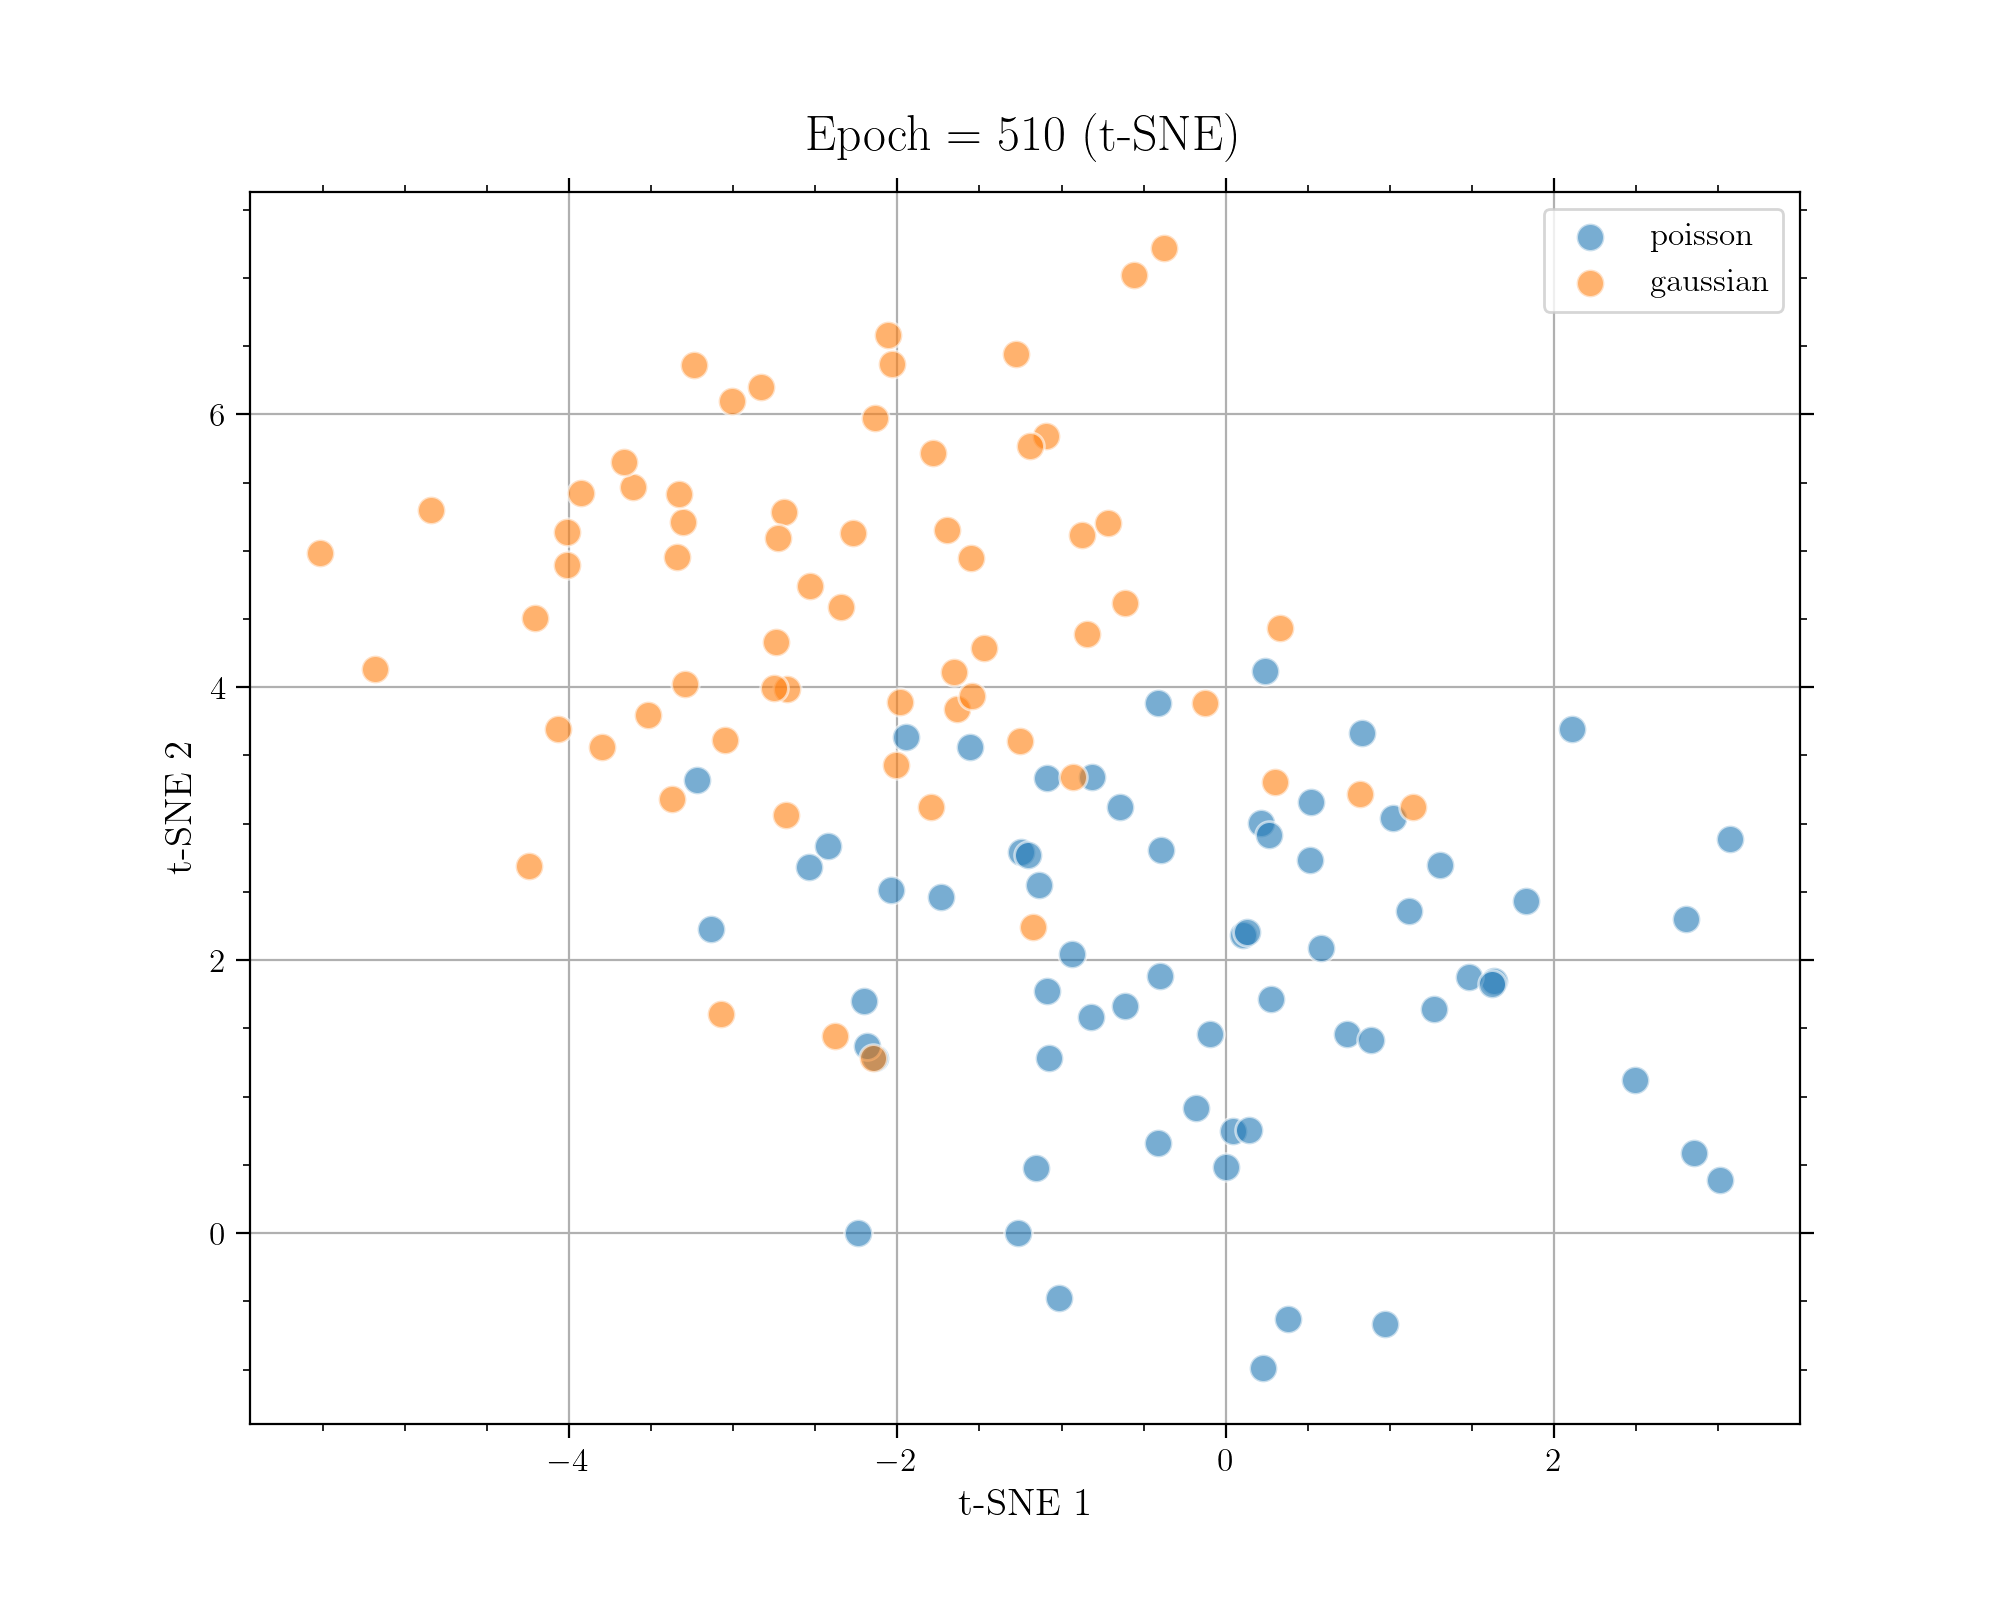 Epoch = 510 (t-SNE)
poisson
gaussian
6
4
2
0
t-SNE 2
−4
−2
0
2
t-SNE 1